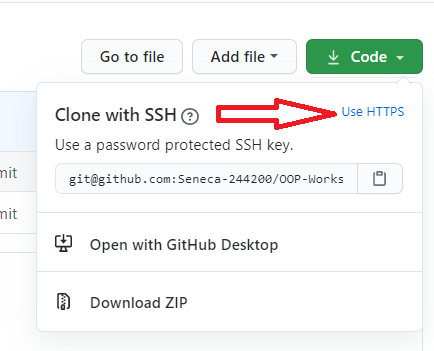 Go to file
Add file
Code
Clone with SSH
Use HTTPS
Use a password protected SSH key.
mit
git@github.com:Seneca-244200/OOP-Works
mit
Open with GitHub Desktop
Download ZIP